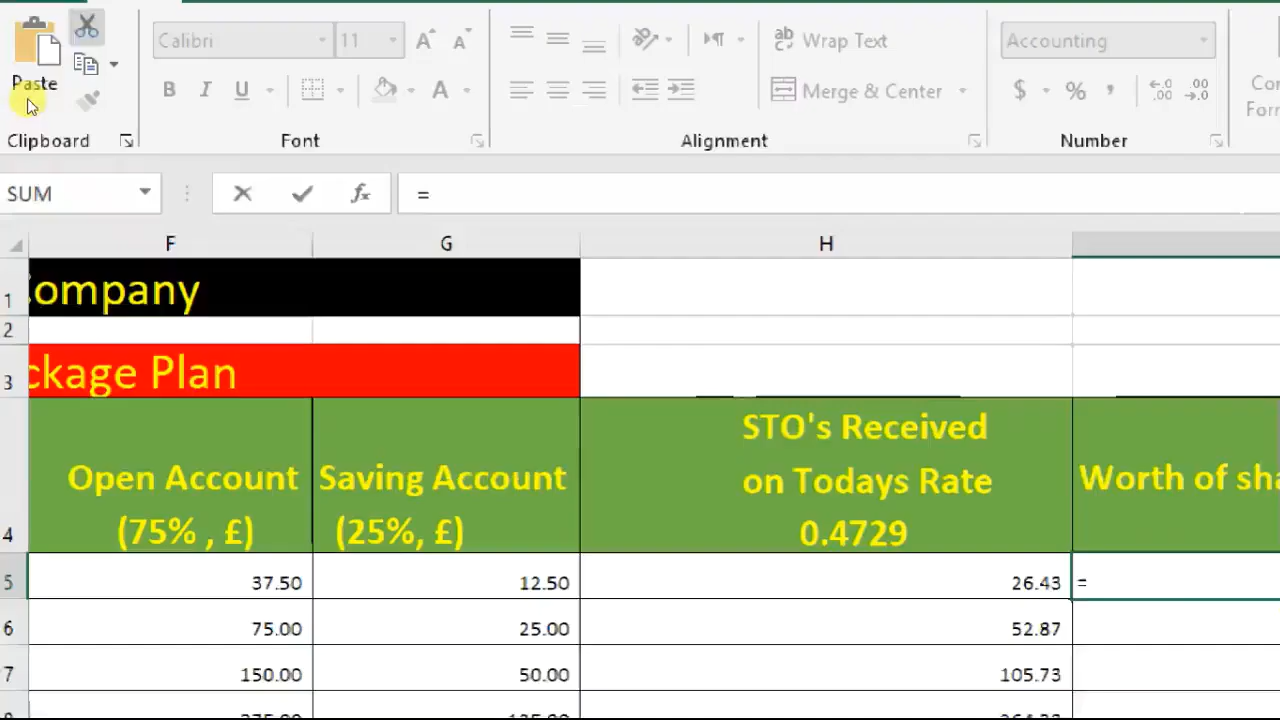 Calibri 11 Wrap Text Accounting
Paste Merge & Center $ % ,
Clipboard Font Alignment Number
SUM fx =
F G H
1 ompany
2
3 ckage Plan
4 Open Account (75% , £) Saving Account (25%, £) STO's Received on Todays Rate 0.4729 Worth of sha
5 37.50 12.50 26.43 =
6 75.00 25.00 52.87
7 150.00 50.00 105.73